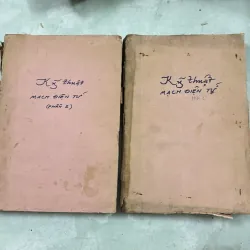 Kỹ thuật
MẠCH ĐIỆN TỬ
(PHẦN 2)
Kỹ thuật
MẠCH ĐIỆN TỬ